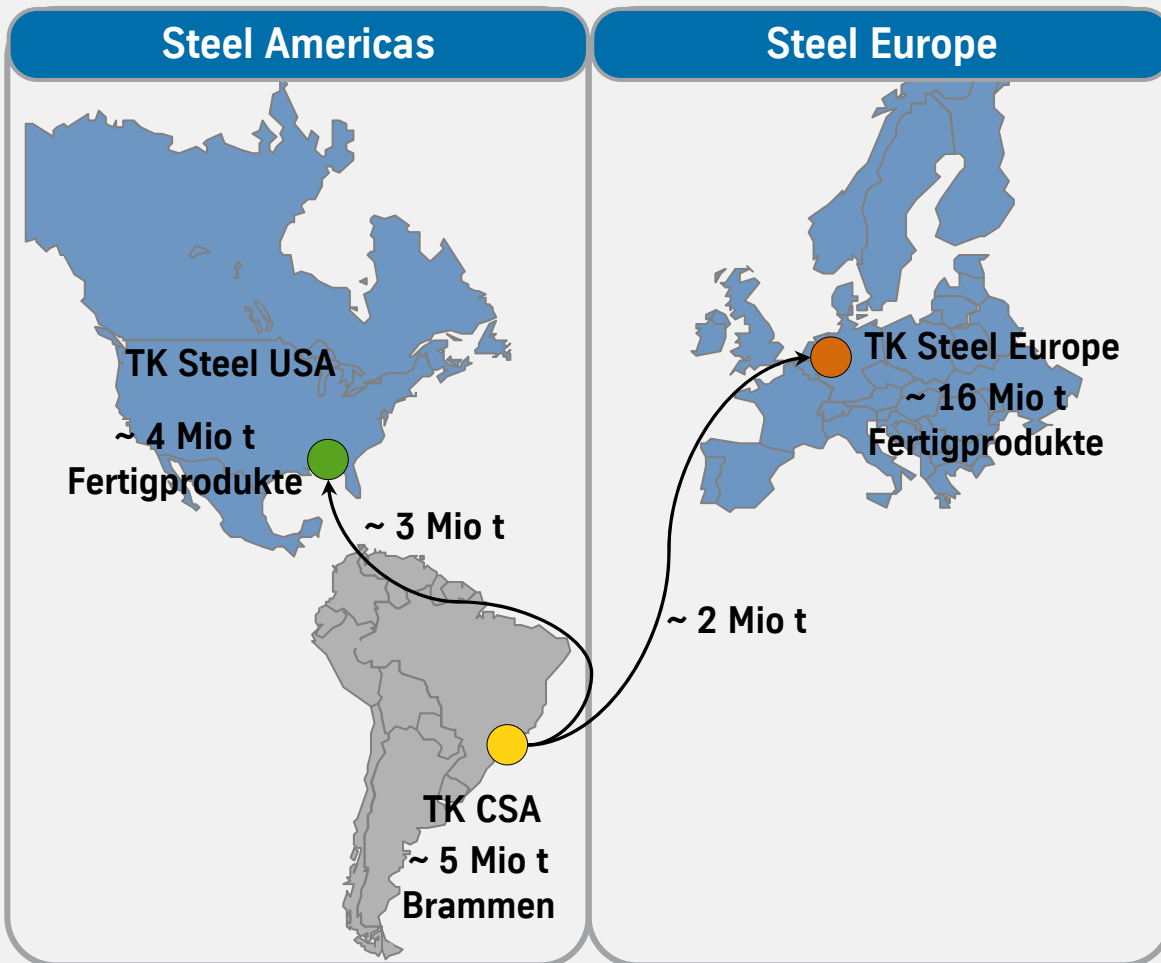 Steel Americas
Steel Europe
TK Steel USA
~ 4 Mio t
Fertigprodukte
~ 3 Mio t
TK CSA
~ 5 Mio t
Brammen
TK Steel Europe
~ 16 Mio t
Fertigprodukte
~ 2 Mio t